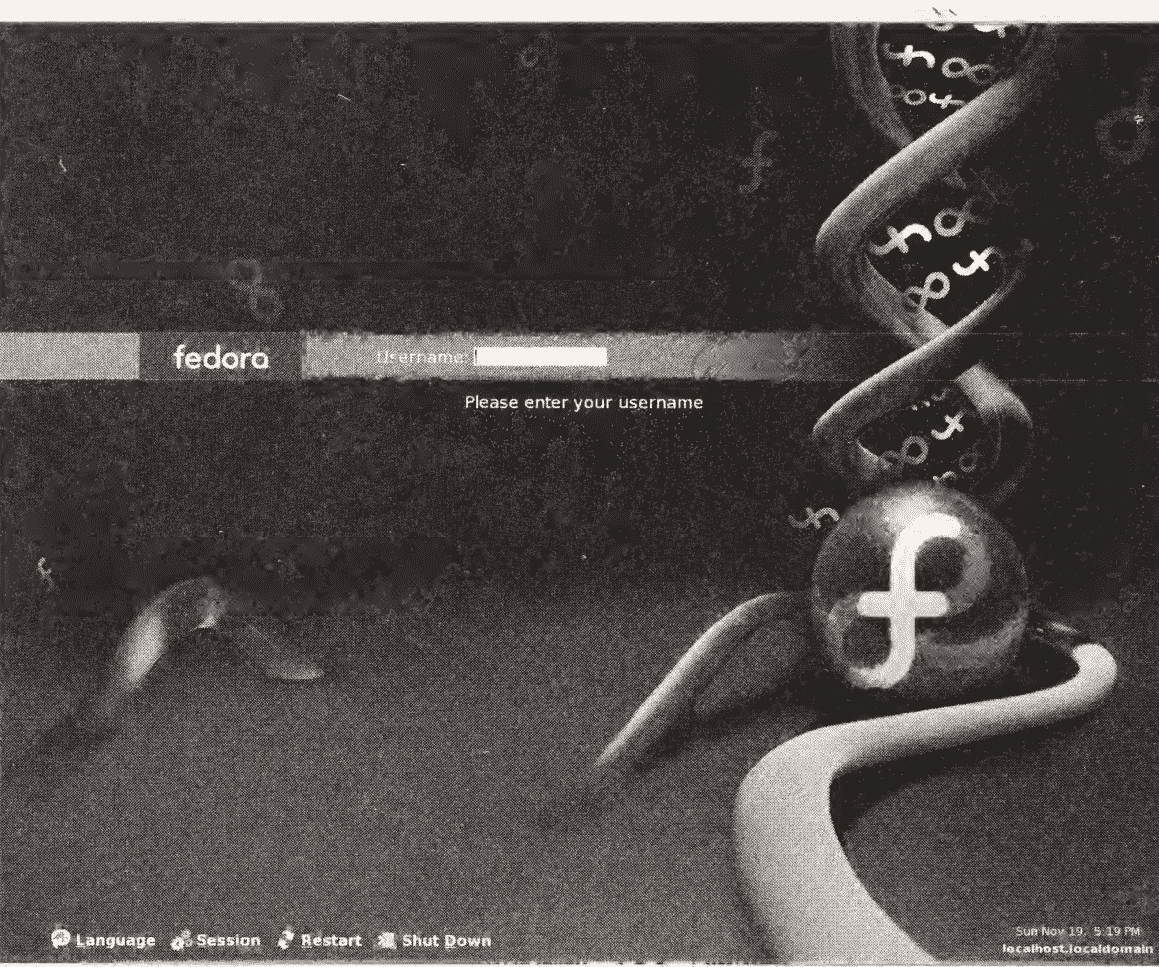 fedora
Username:
Please enter your username
Language Session Restart Shut Down
Sun Nov 19, 5:19 PM
localhost.localdomain